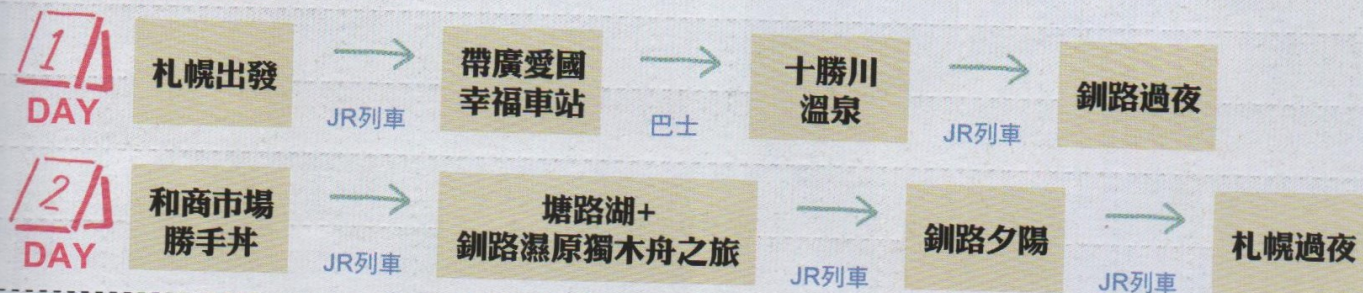 1
DAY
札幌出發
JR列車
帶廣愛國
幸福車站
巴士
十勝川
溫泉
JR列車
釧路過夜
2
DAY
和商市場
勝手丼
JR列車
塘路湖+
釧路濕原獨木舟之旅
JR列車
釧路夕陽
JR列車
札幌過夜